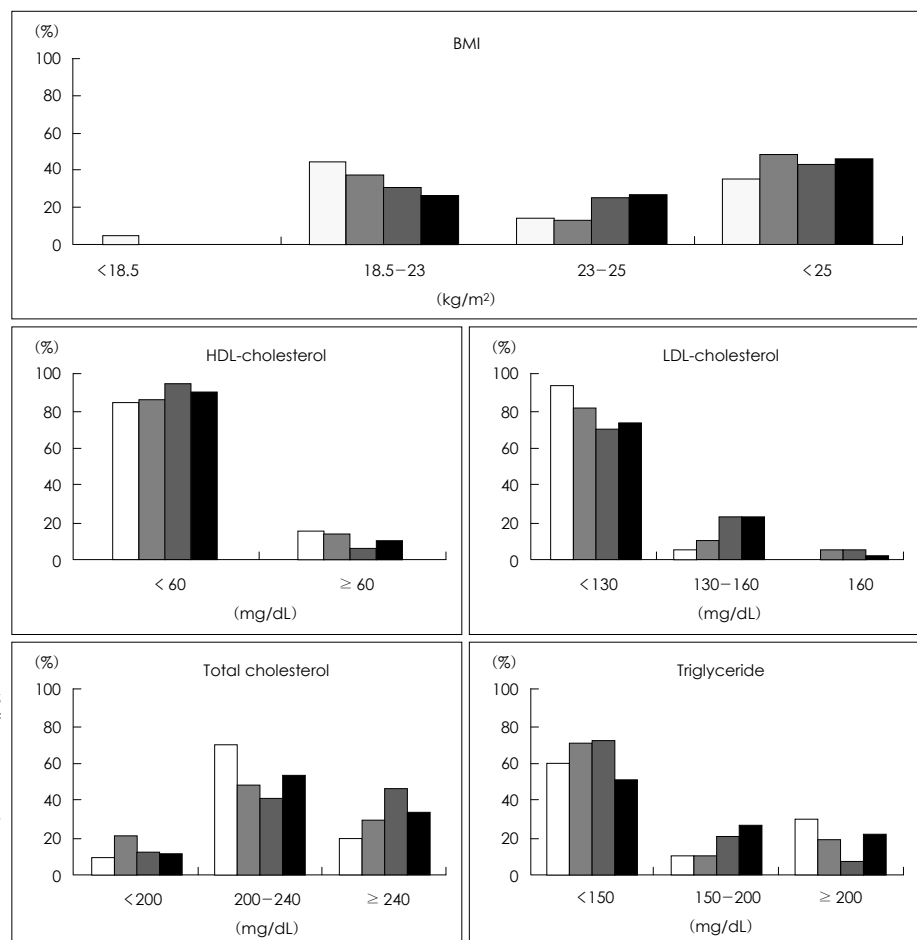 (%)
BMI
100
80
60
40
20
0
<18.5 18.5−23 23−25 <25
(kg/m²)
(%)
HDL-cholesterol
100
80
60
40
20
0
< 60 ≥ 60
(mg/dL)
(%)
LDL-cholesterol
100
80
60
40
20
0
<130 130−160 160
(mg/dL)
(%)
Total cholesterol
100
80
60
40
20
0
<200 200−240 ≥ 240
(mg/dL)
(%)
Triglyceride
100
80
60
40
20
0
<150 150−200 ≥ 200
(mg/dL)